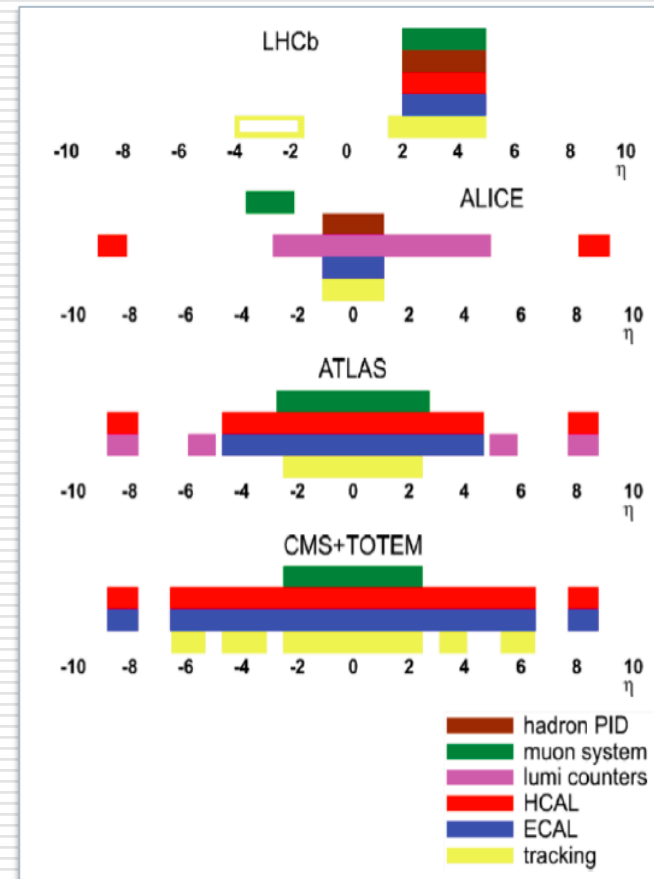 LHCb
-10 -8 -6 -4 -2 0 2 4 6 8 10
η
ALICE
-10 -8 -6 -4 -2 0 2 4 6 8 10
η
ATLAS
-10 -8 -6 -4 -2 0 2 4 6 8 10
η
CMS+TOTEM
-10 -8 -6 -4 -2 0 2 4 6 8 10
η
hadron PID
muon system
lumi counters
HCAL
ECAL
tracking